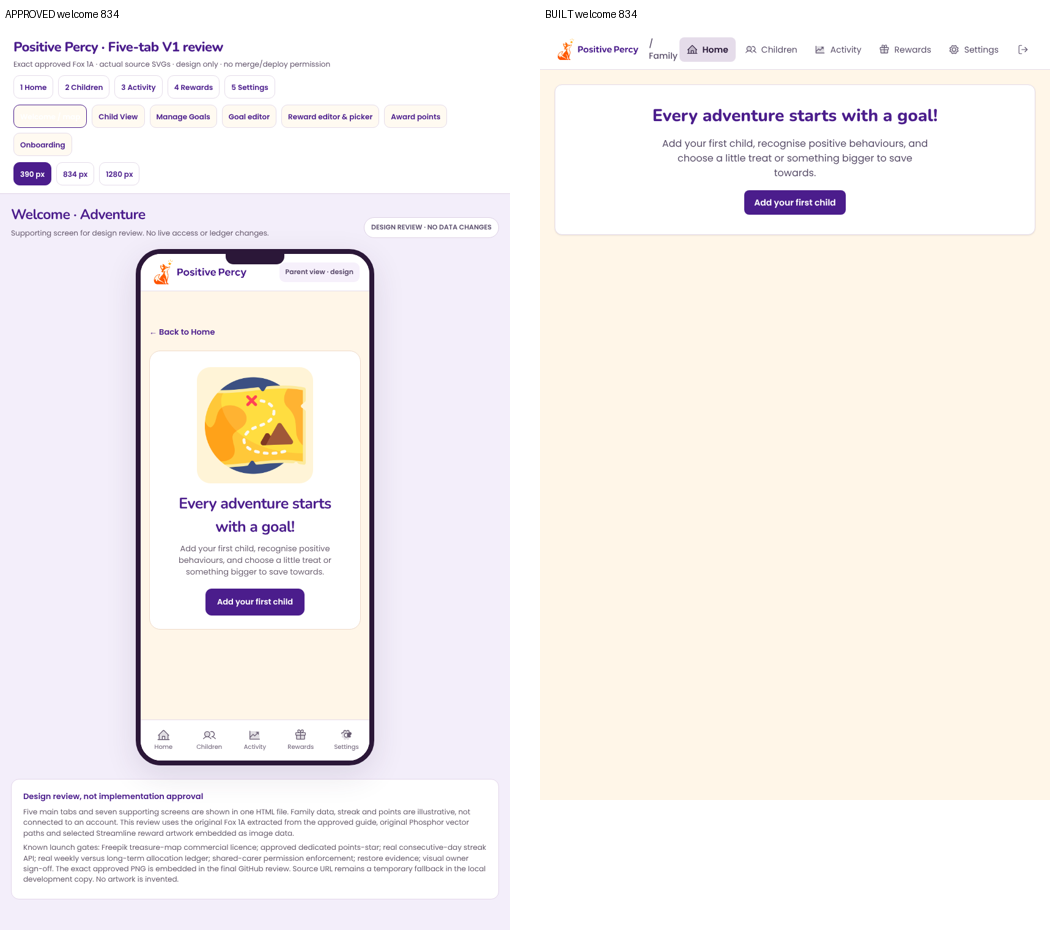 APPROVED welcome 834
Positive Percy · Five-tab V1 review
Exact approved Fox 1A · actual source SVGs · design only · no merge/deploy permission
1 Home
2 Children
3 Activity
4 Rewards
5 Settings
Child View
Manage Goals
Goal editor
Reward editor & picker
Award points
Onboarding
390 px
834 px
1280 px
Welcome · Adventure
Supporting screen for design review. No live access or ledger changes.
DESIGN REVIEW · NO DATA CHANGES
Positive Percy
Parent view · design
← Back to Home
Every adventure starts
with a goal!
Add your first child, recognise positive
behaviours, and choose a little treat or
something bigger to save towards.
Add your first child
Home
Children
Activity
Rewards
Settings
Design review, not implementation approval
Five main tabs and seven supporting screens are shown in one HTML file. Family data, streak and points are illustrative, not
connected to an account. This review uses the original Fox 1A extracted from the approved guide, original Phosphor vector
paths and selected Streamline reward artwork embedded as image data.
Known launch gates: Freepik treasure-map commercial licence; approved dedicated points-star; real consecutive-day streak
API; real weekly versus long-term allocation ledger; shared-carer permission enforcement; restore evidence; visual owner
sign-off. The exact approved PNG is embedded in the final GitHub review. Source URL remains a temporary fallback in the local
development copy. No artwork is invented.
BUILT welcome 834
Positive Percy
/
Family
Home
Children
Activity
Rewards
Settings
Every adventure starts with a goal!
Add your first child, recognise positive behaviours, and
choose a little treat or something bigger to save
towards.
Add your first child